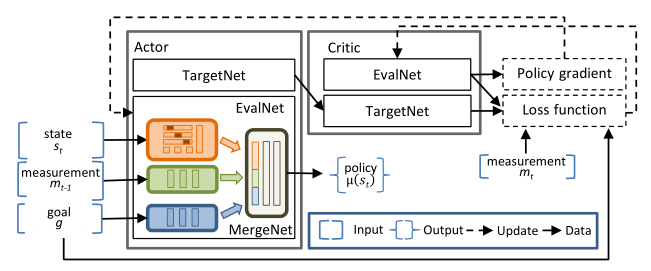 Actor
Critic
TargetNet
EvalNet
Policy gradient
EvalNet
TargetNet
Loss function
state
s_t
measurement
m_{t-1}
policy
μ(s_t)
measurement
m_t
goal
g
MergeNet
Input
Output
Update
Data